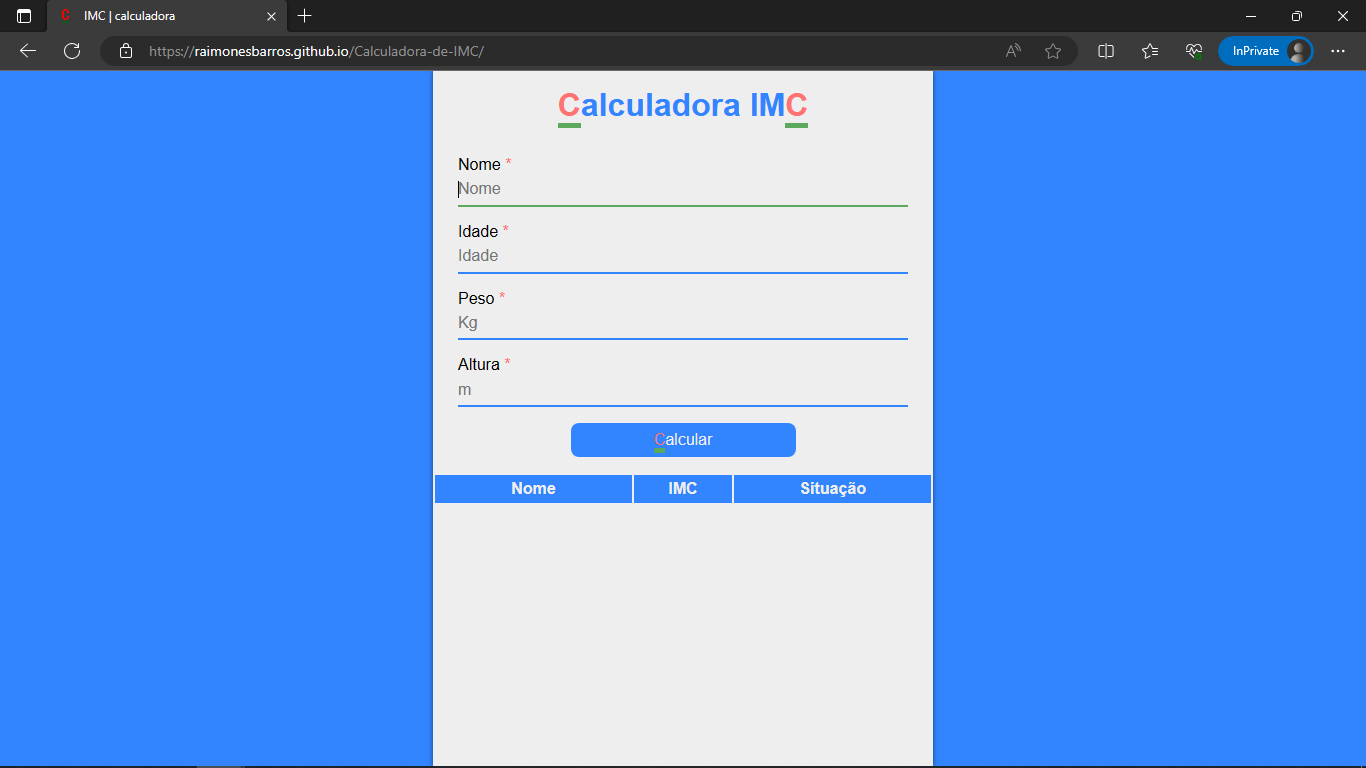 C IMC | calculadora
https://raimonesbarros.github.io/Calculadora-de-IMC/
InPrivate
Calculadora IMC
Nome *
Nome
Idade *
Idade
Peso *
Kg
Altura *
m
Calcular
Nome IMC Situação